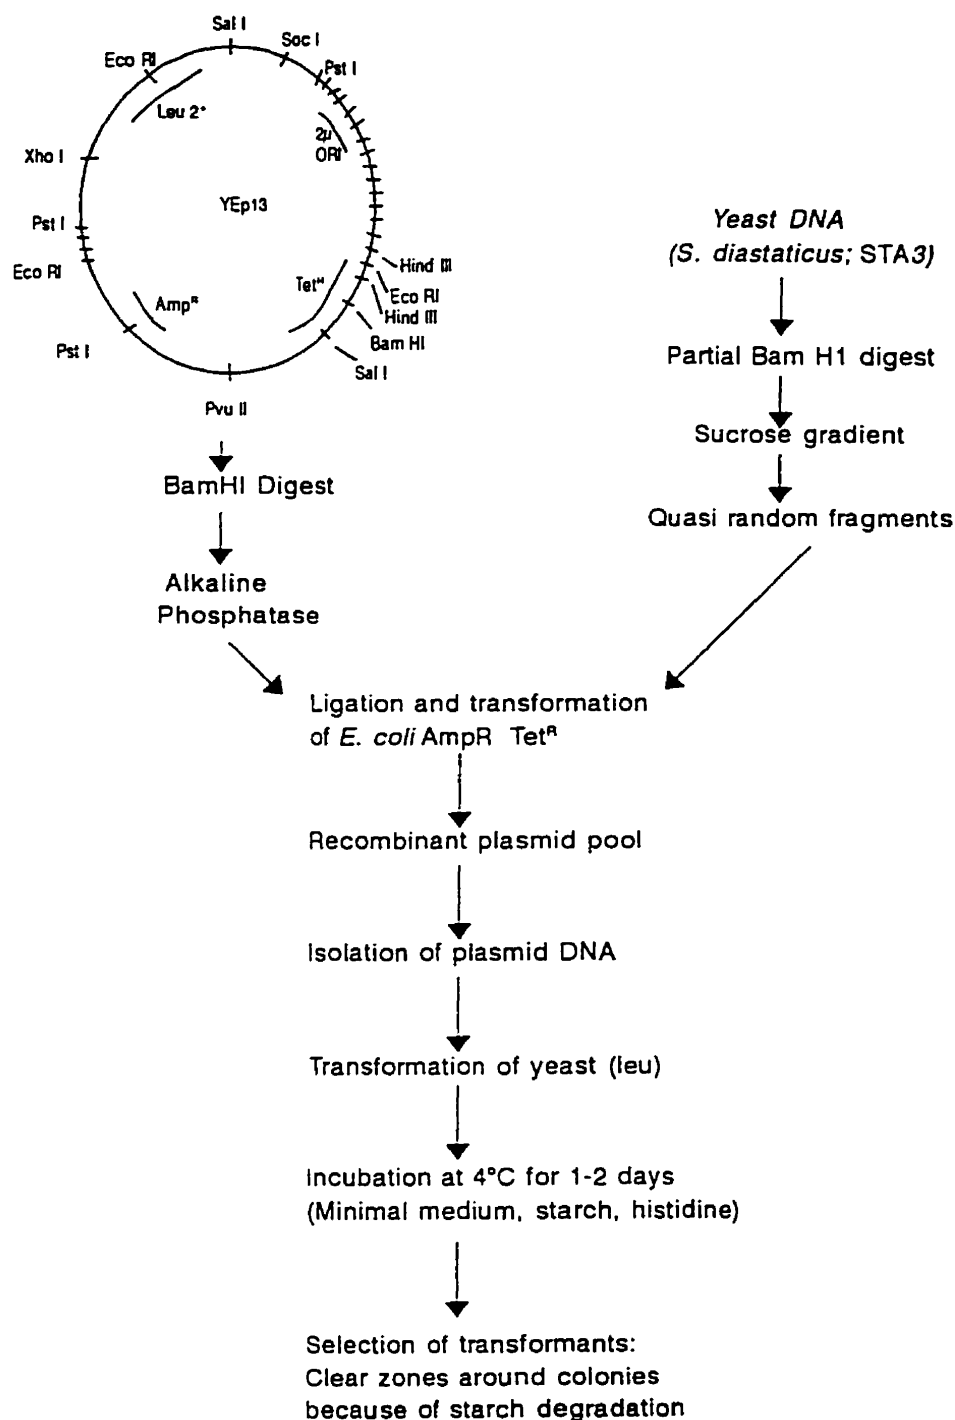 Sal I
Soc I
Eco RI
Pst I
Leu 2+
2μ
ORI
Xho I
YEp13
Pst I
Eco RI
Hind III
Tetᴿ
Eco RI
Ampᴿ
Hind III
Bam HI
Pst I
Sal I
Pvu II
BamHI Digest
Alkaline
Phosphatase
Yeast DNA
(S. diastaticus; STA3)
Partial Bam H1 digest
Sucrose gradient
Quasi random fragments
Ligation and transformation
of E. coli AmpR Tetᴿ
Recombinant plasmid pool
Isolation of plasmid DNA
Transformation of yeast (leu)
Incubation at 4°C for 1-2 days
(Minimal medium, starch, histidine)
Selection of transformants:
Clear zones around colonies
because of starch degradation